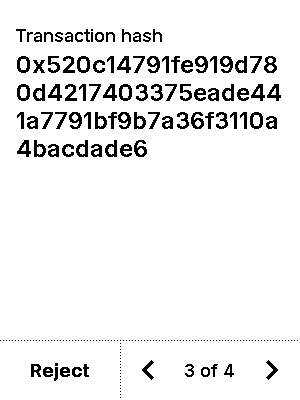 Transaction hash
0x520c14791fe919d78
0d4217403375eade44
1a7791bf9b7a36f3110a
4bacdade6
Reject
3 of 4